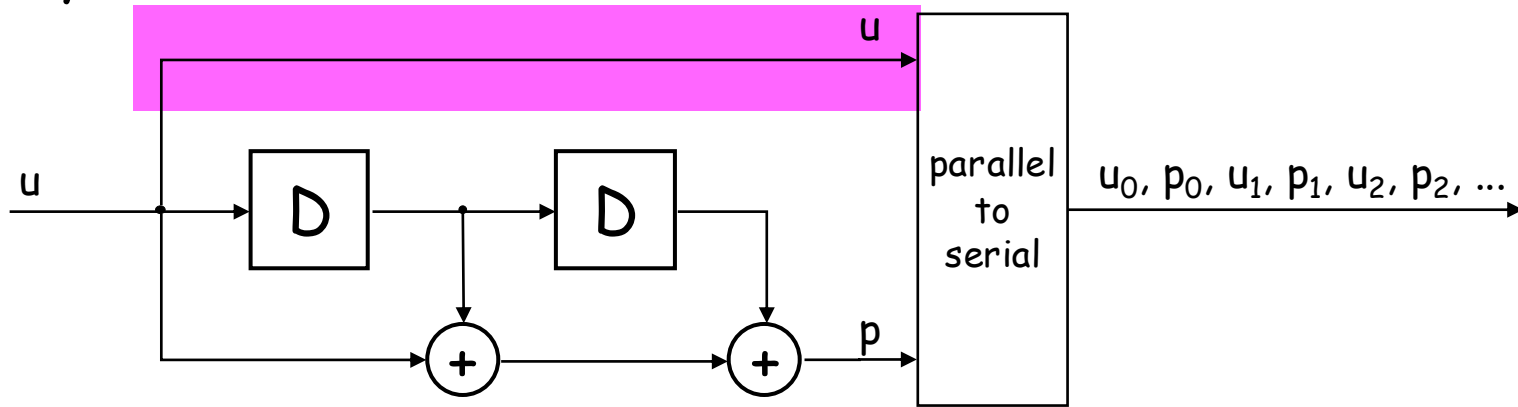 u
u
D
D
parallel
to
serial
u₀, p₀, u₁, p₁, u₂, p₂, ...
+
+
p